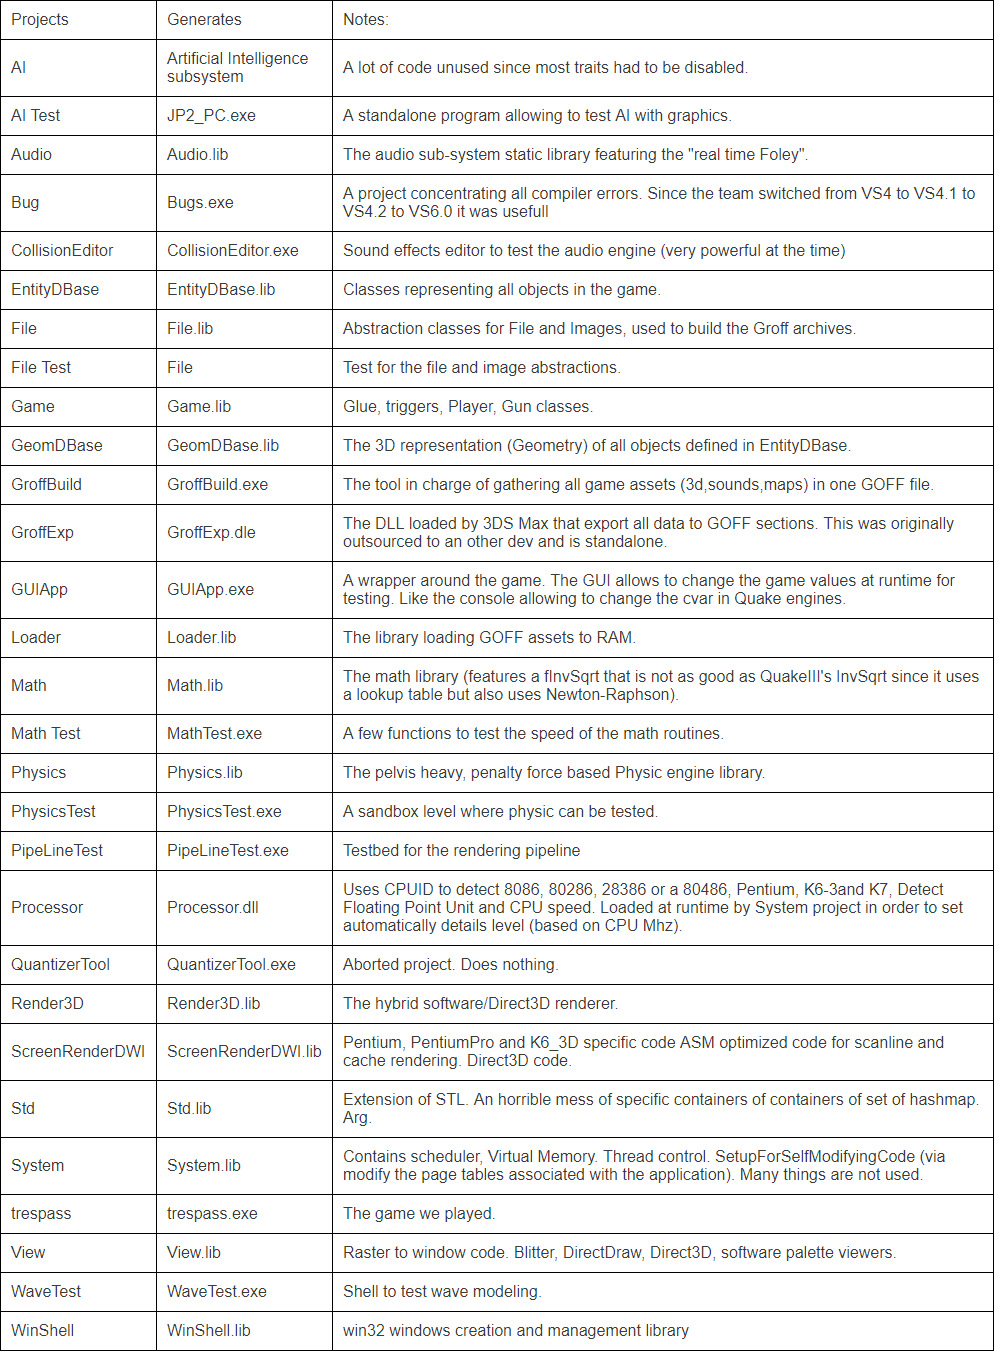 Projects Generates Notes:
AI Artificial Intelligence
subsystem A lot of code unused since most traits had to be disabled.
AI Test JP2_PC.exe A standalone program allowing to test AI with graphics.
Audio Audio.lib The audio sub-system static library featuring the "real time Foley".
Bug Bugs.exe A project concentrating all compiler errors. Since the team switched from VS4 to VS4.1 to
VS4.2 to VS6.0 it was usefull
CollisionEditor CollisionEditor.exe Sound effects editor to test the audio engine (very powerful at the time)
EntityDBase EntityDBase.lib Classes representing all objects in the game.
File File.lib Abstraction classes for File and Images, used to build the Groff archives.
File Test File Test for the file and image abstractions.
Game Game.lib Glue, triggers, Player, Gun classes.
GeomDBase GeomDBase.lib The 3D representation (Geometry) of all objects defined in EntityDBase.
GroffBuild GroffBuild.exe The tool in charge of gathering all game assets (3d,sounds,maps) in one GOFF file.
GroffExp GroffExp.dle The DLL loaded by 3DS Max that export all data to GOFF sections. This was originally
outsourced to an other dev and is standalone.
GUIApp GUIApp.exe A wrapper around the game. The GUI allows to change the game values at runtime for
testing. Like the console allowing to change the cvar in Quake engines.
Loader Loader.lib The library loading GOFF assets to RAM.
Math Math.lib The math library (features a fInvSqrt that is not as good as QuakeIII's InvSqrt since it uses
a lookup table but also uses Newton-Raphson).
Math Test MathTest.exe A few functions to test the speed of the math routines.
Physics Physics.lib The pelvis heavy, penalty force based Physic engine library.
PhysicsTest PhysicsTest.exe A sandbox level where physic can be tested.
PipeLineTest PipeLineTest.exe Testbed for the rendering pipeline
Processor Processor.dll Uses CPUID to detect 8086, 80286, 28386 or a 80486, Pentium, K6-3and K7, Detect
Floating Point Unit and CPU speed. Loaded at runtime by System project in order to set
automatically details level (based on CPU Mhz).
QuantizerTool QuantizerTool.exe Aborted project. Does nothing.
Render3D Render3D.lib The hybrid software/Direct3D renderer.
ScreenRenderDWI ScreenRenderDWI.lib Pentium, PentiumPro and K6_3D specific code ASM optimized code for scanline and
cache rendering. Direct3D code.
Std Std.lib Extension of STL. An horrible mess of specific containers of containers of set of hashmap.
Arg.
System System.lib Contains scheduler, Virtual Memory. Thread control. SetupForSelfModifyingCode (via
modify the page tables associated with the application). Many things are not used.
trespass trespass.exe The game we played.
View View.lib Raster to window code. Blitter, DirectDraw, Direct3D, software palette viewers.
WaveTest WaveTest.exe Shell to test wave modeling.
WinShell WinShell.lib win32 windows creation and management library